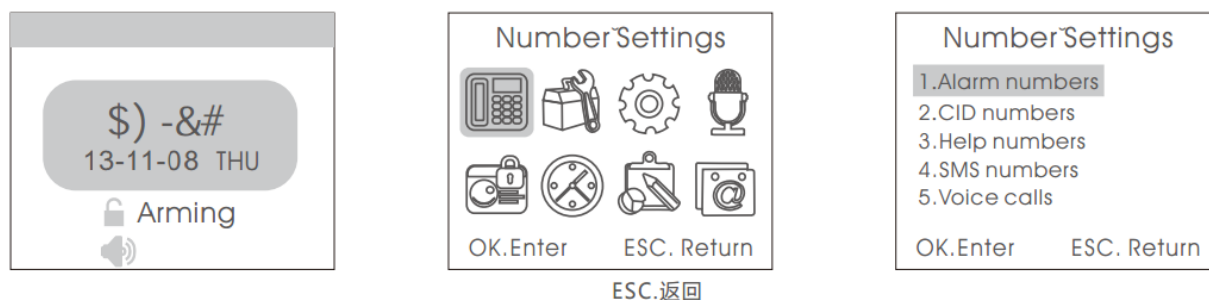 $) -&#
13-11-08 THU
Arming
Number˘Settings
OK.Enter ESC. Return
ESC.返回
Number˘Settings
1.Alarm numbers
2.CID numbers
3.Help numbers
4.SMS numbers
5.Voice calls
OK.Enter ESC. Return